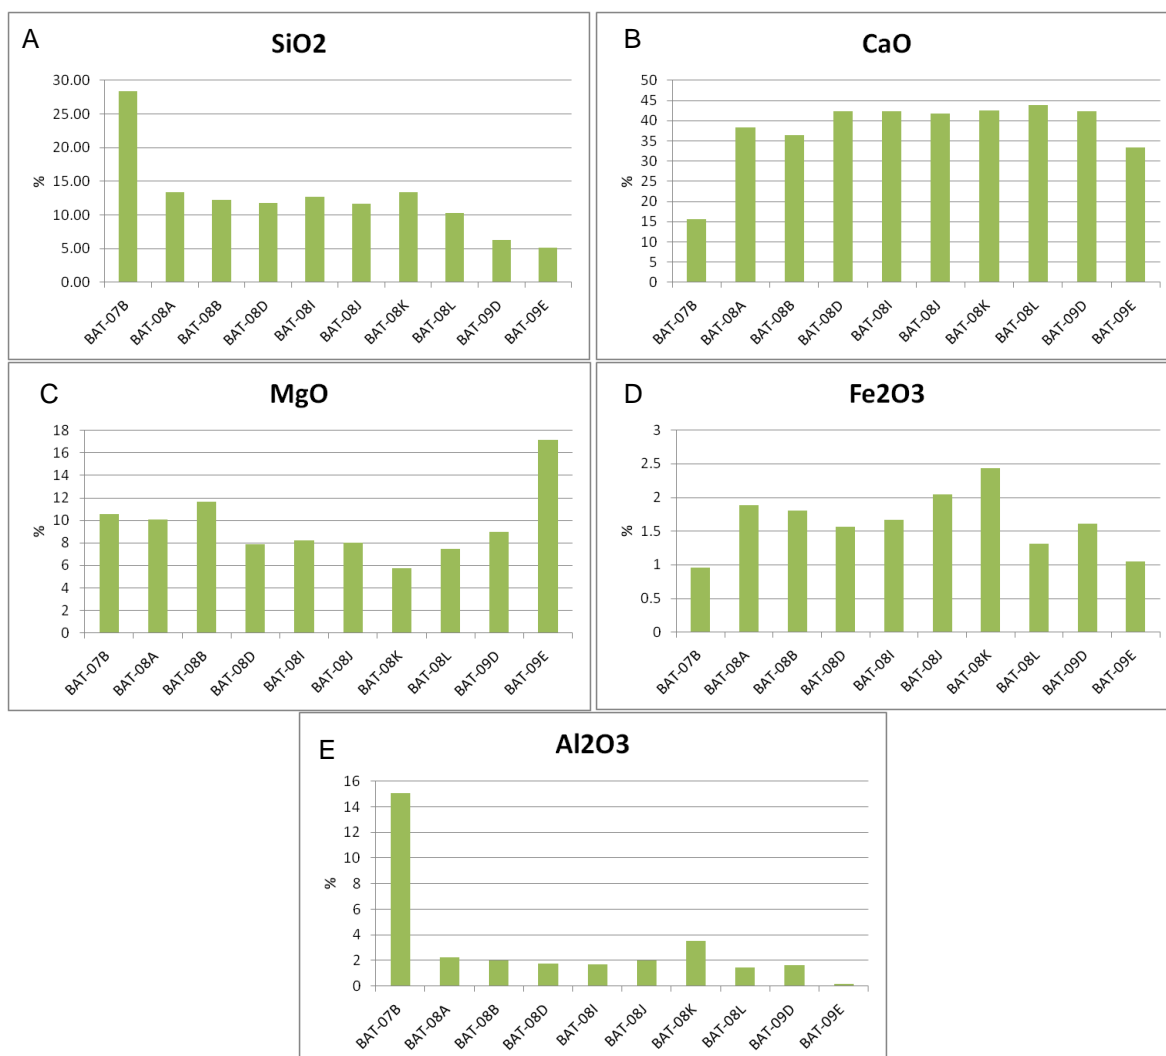 A
SiO2
30.00
25.00
20.00
15.00
10.00
5.00
0.00
%
BAT-07B
BAT-08A
BAT-08B
BAT-08D
BAT-08I
BAT-08J
BAT-08K
BAT-08L
BAT-09D
BAT-09E
B
CaO
50
45
40
35
30
25
20
15
10
5
0
%
BAT-07B
BAT-08A
BAT-08B
BAT-08D
BAT-08I
BAT-08J
BAT-08K
BAT-08L
BAT-09D
BAT-09E
C
MgO
18
16
14
12
10
8
6
4
2
0
%
BAT-07B
BAT-08A
BAT-08B
BAT-08D
BAT-08I
BAT-08J
BAT-08K
BAT-08L
BAT-09D
BAT-09E
D
Fe2O3
3
2.5
2
1.5
1
0.5
0
%
BAT-07B
BAT-08A
BAT-08B
BAT-08D
BAT-08I
BAT-08J
BAT-08K
BAT-08L
BAT-09D
BAT-09E
E
Al2O3
16
14
12
10
8
6
4
2
0
%
BAT-07B
BAT-08A
BAT-08B
BAT-08D
BAT-08I
BAT-08J
BAT-08K
BAT-08L
BAT-09D
BAT-09E